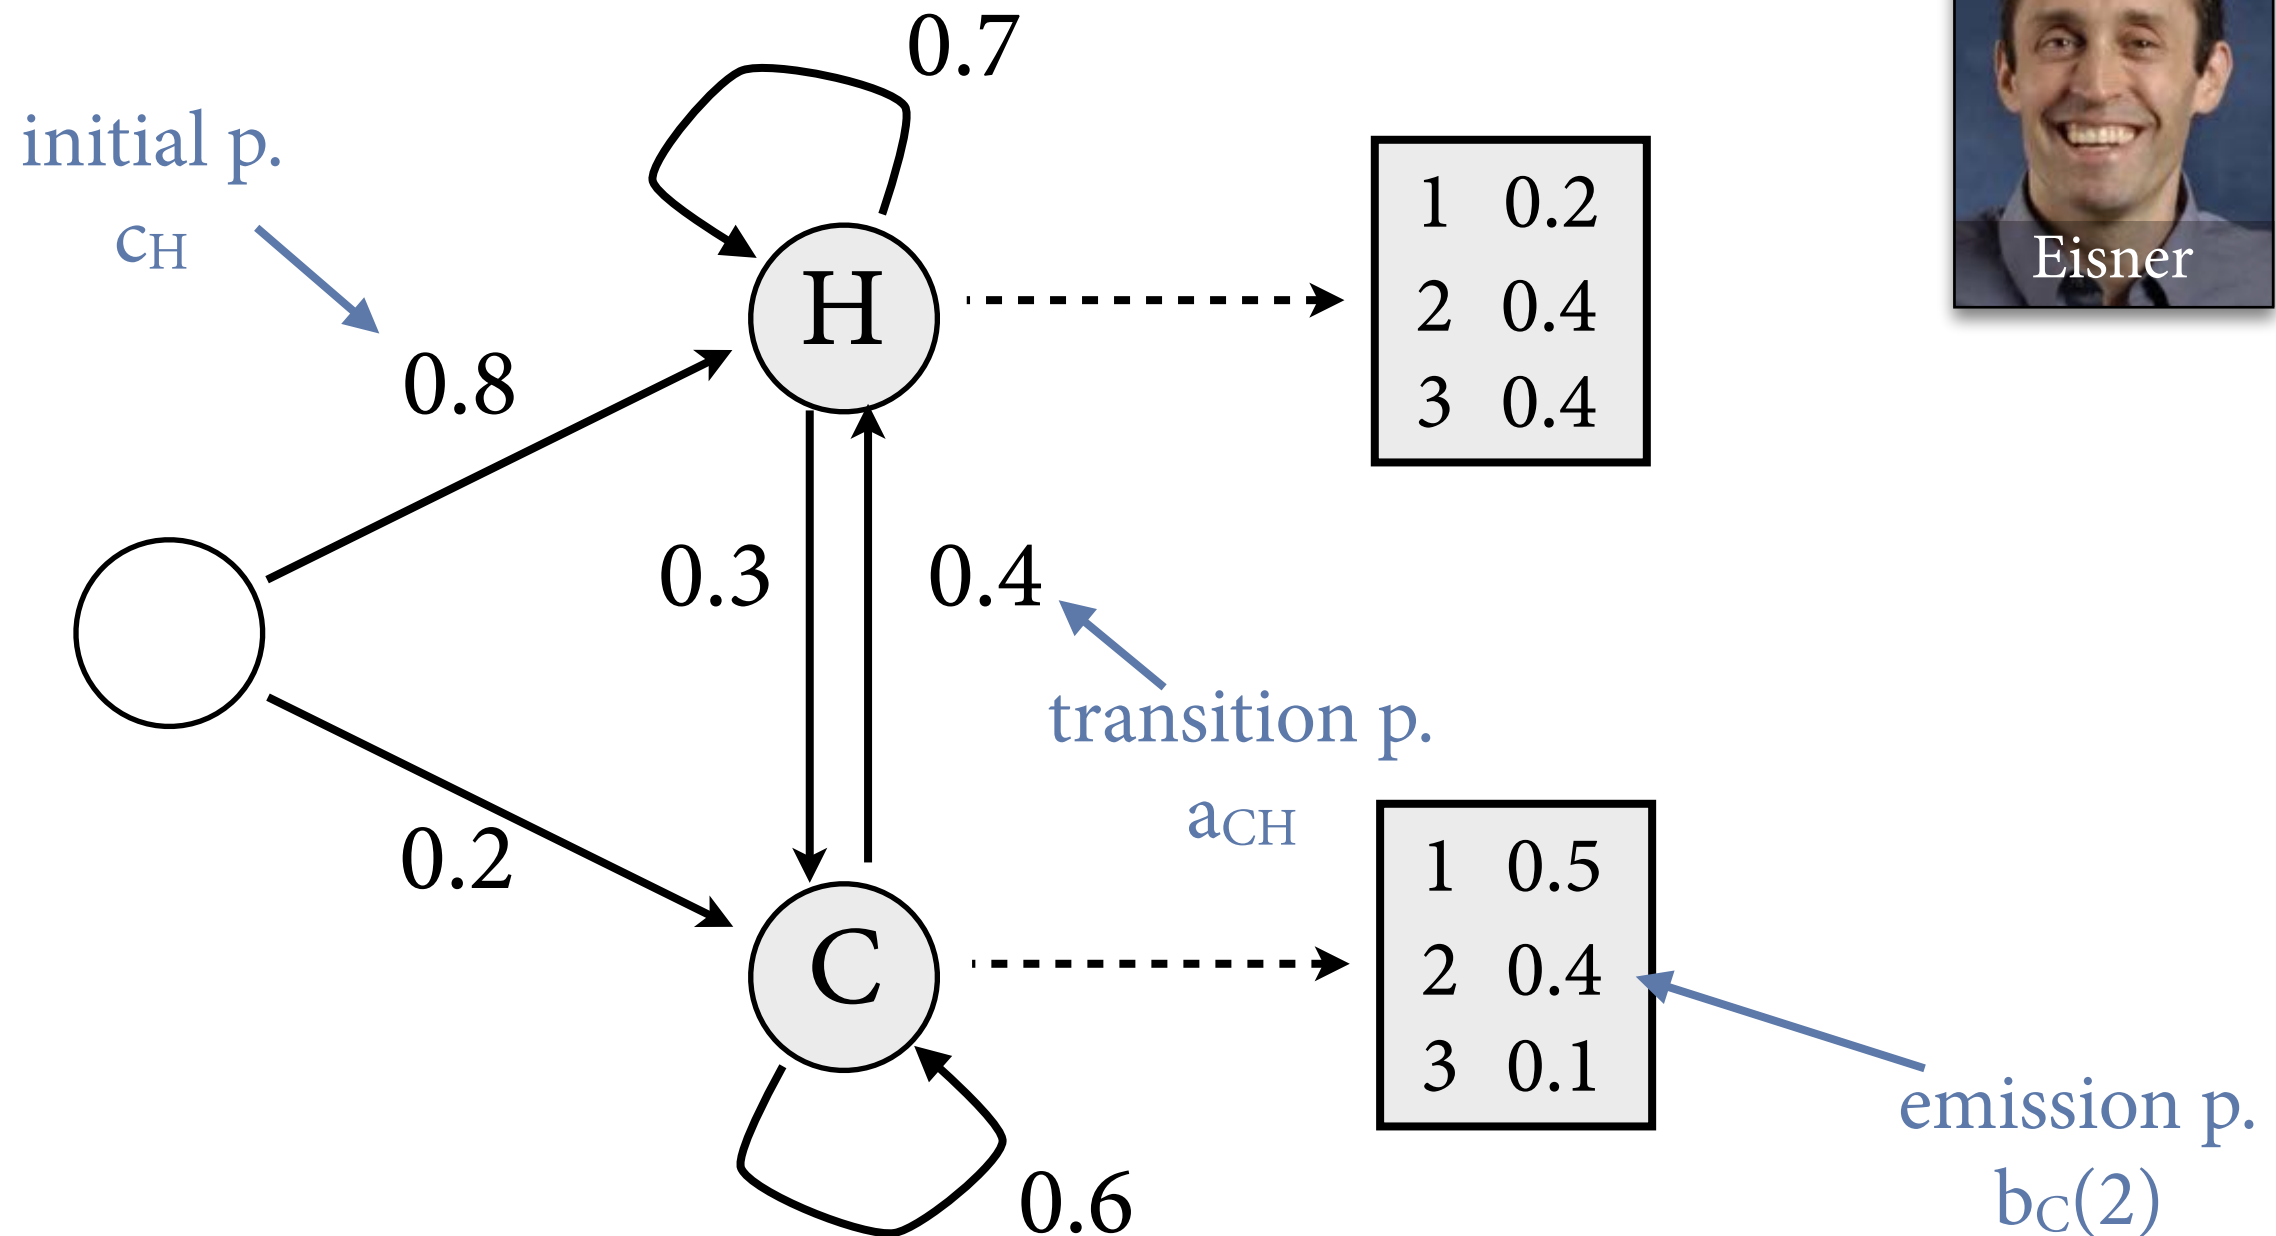 0.7
initial p.
cH
0.8
H
1 0.2
2 0.4
3 0.4
Eisner
0.3
0.4
transition p.
aCH
0.2
C
1 0.5
2 0.4
3 0.1
emission p.
bC(2)
0.6